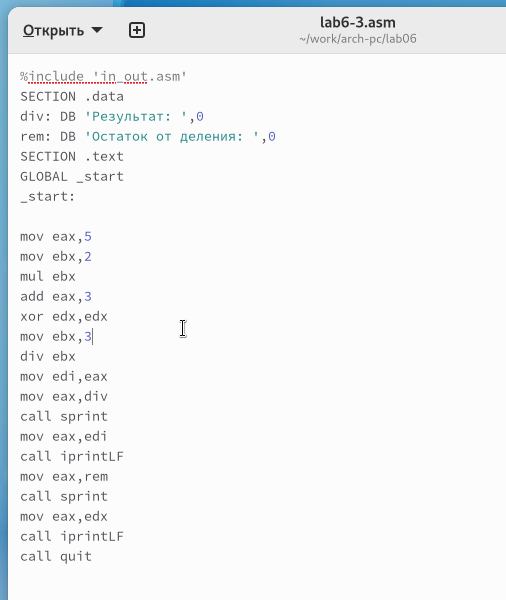 Открыть
lab6-3.asm
~/work/arch-pc/lab06
%include 'in_out.asm'
SECTION .data
div: DB 'Результат: ',0
rem: DB 'Остаток от деления: ',0
SECTION .text
GLOBAL _start
_start:
mov eax,5
mov ebx,2
mul ebx
add eax,3
xor edx,edx
mov ebx,3
div ebx
mov edi,eax
mov eax,div
call sprint
mov eax,edi
call iprintLF
mov eax,rem
call sprint
mov eax,edx
call iprintLF
call quit